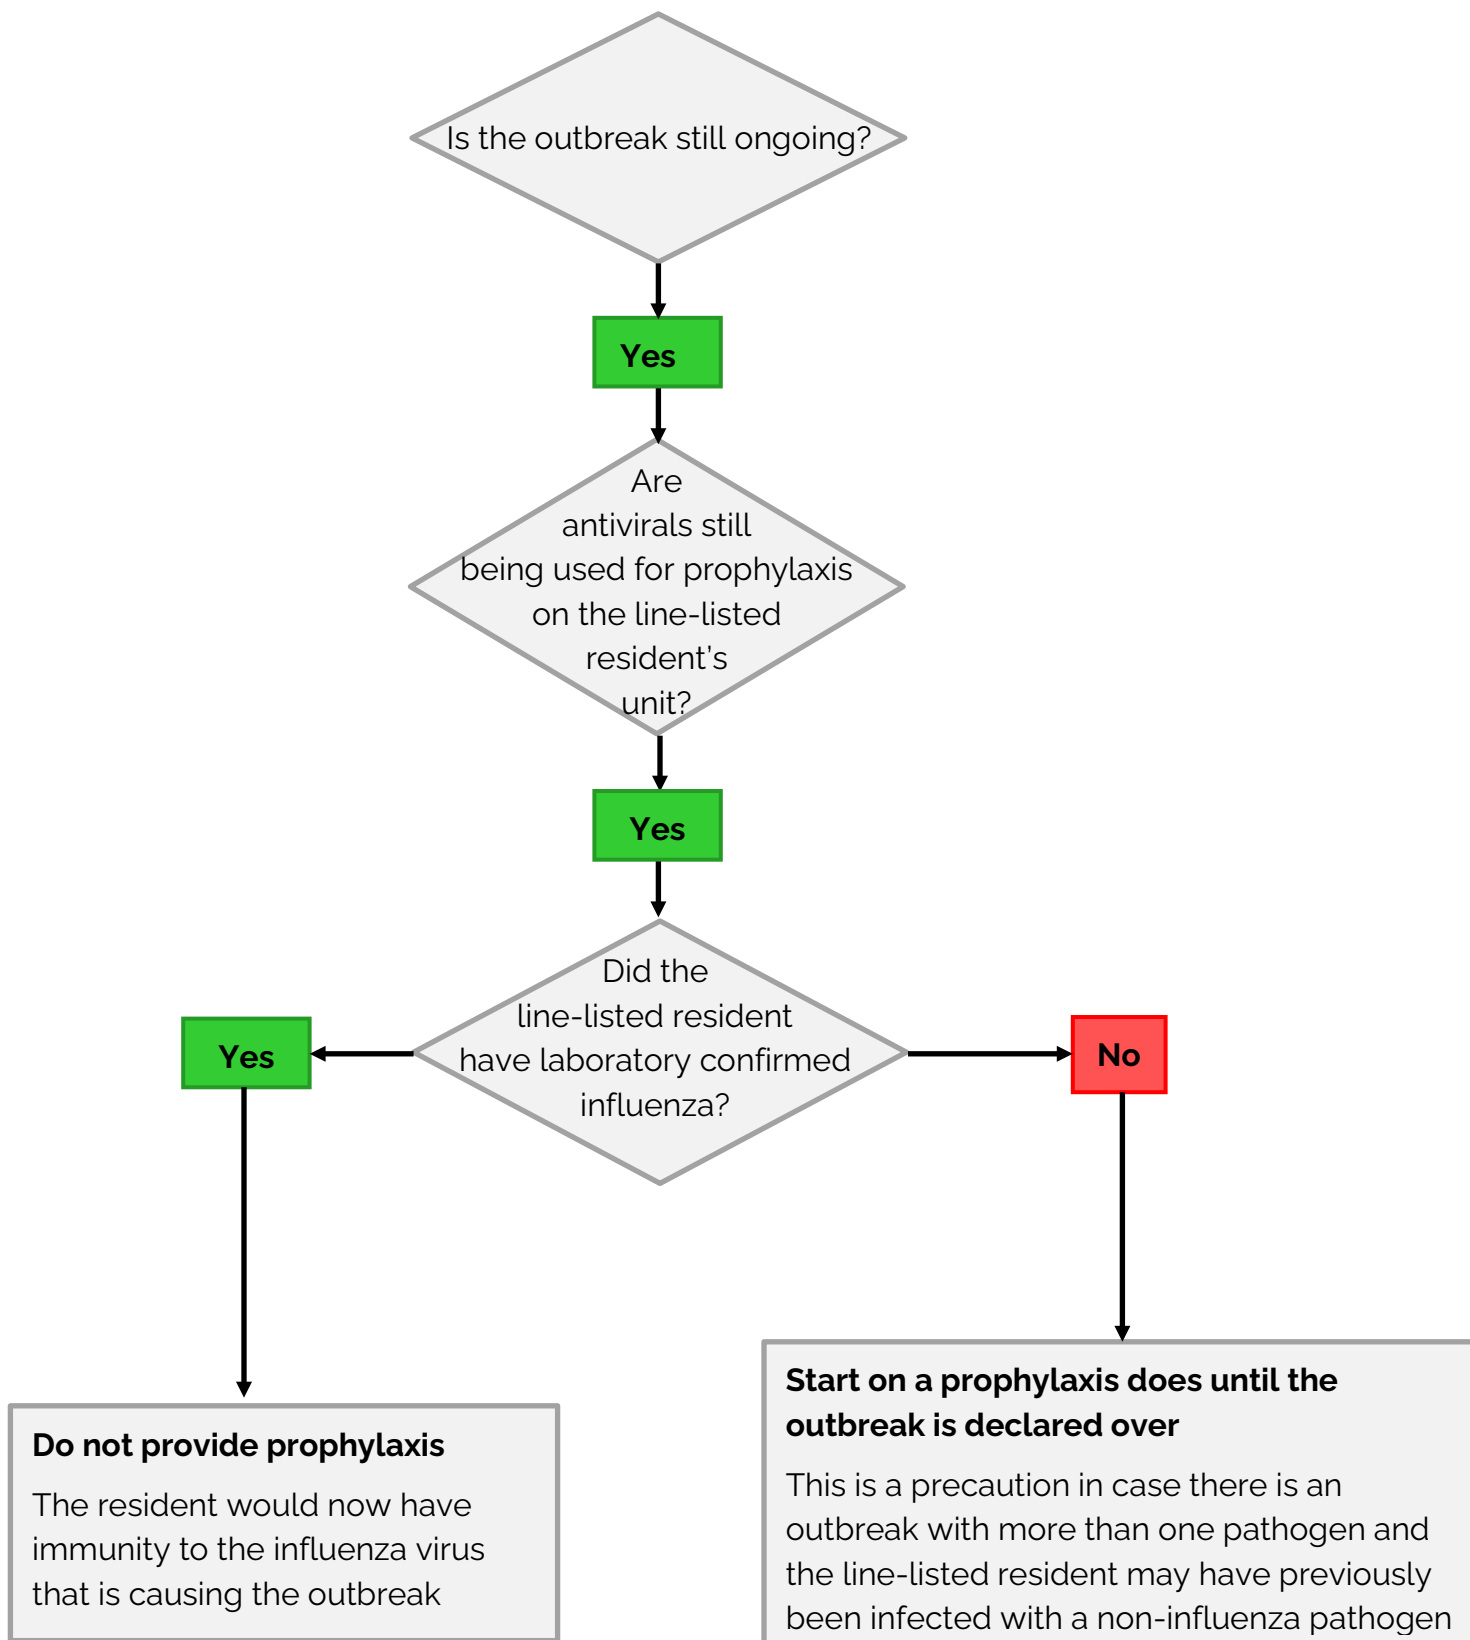 Is the outbreak still ongoing?
Yes
Are
antivirals still
being used for prophylaxis
on the line-listed
resident's
unit?
Yes
Did the
line-listed resident
have laboratory confirmed
influenza?
Yes
No
Do not provide prophylaxis
The resident would now have
immunity to the influenza virus
that is causing the outbreak
Start on a prophylaxis does until the
outbreak is declared over
This is a precaution in case there is an
outbreak with more than one pathogen and
the line-listed resident may have previously
been infected with a non-influenza pathogen